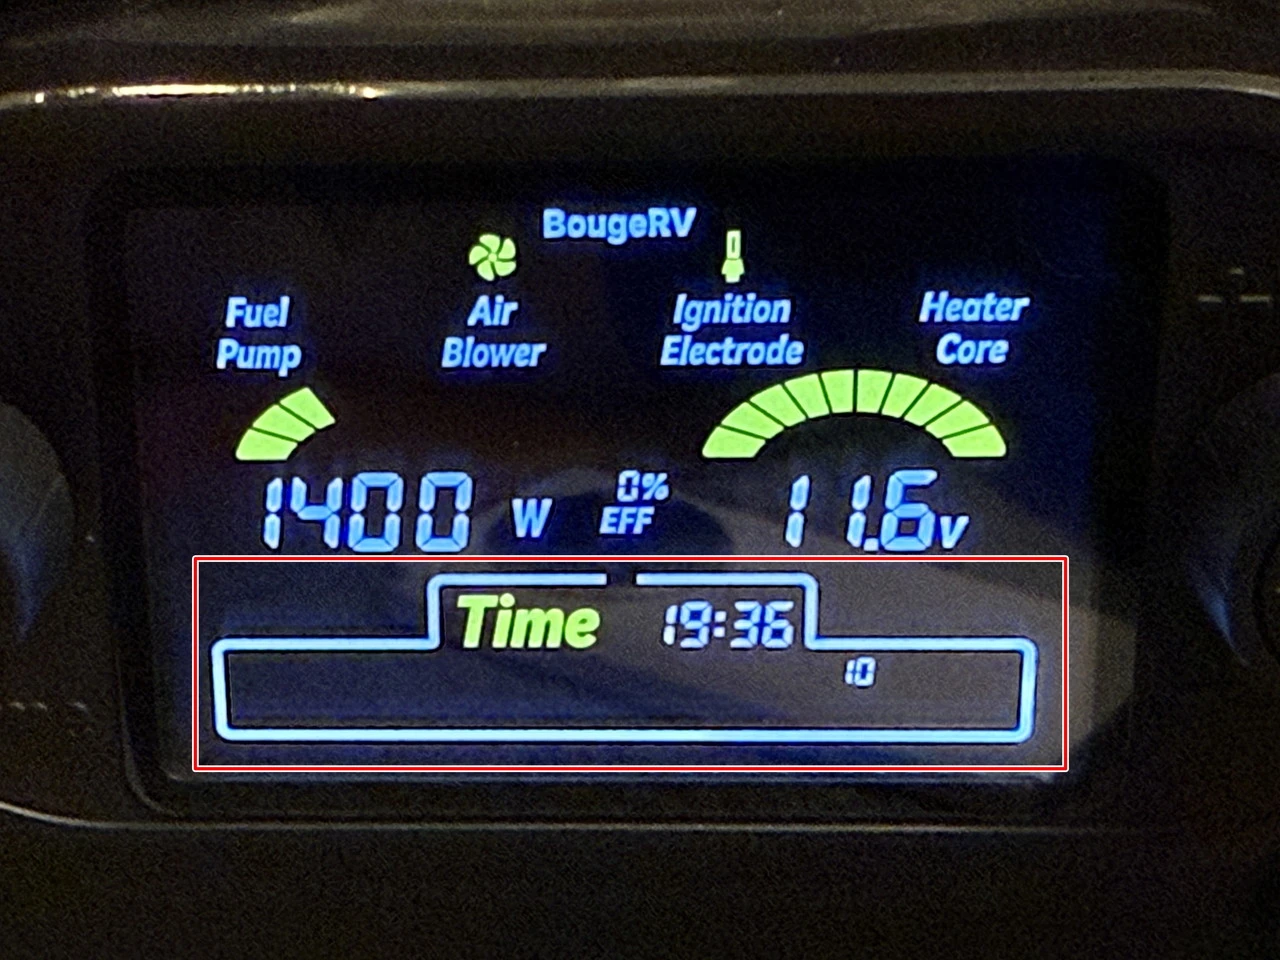 BougeRV
Fuel Pump
Air Blower
Ignition Electrode
Heater Core
1400 W
0% EFF
11.6v
Time 19:36
10